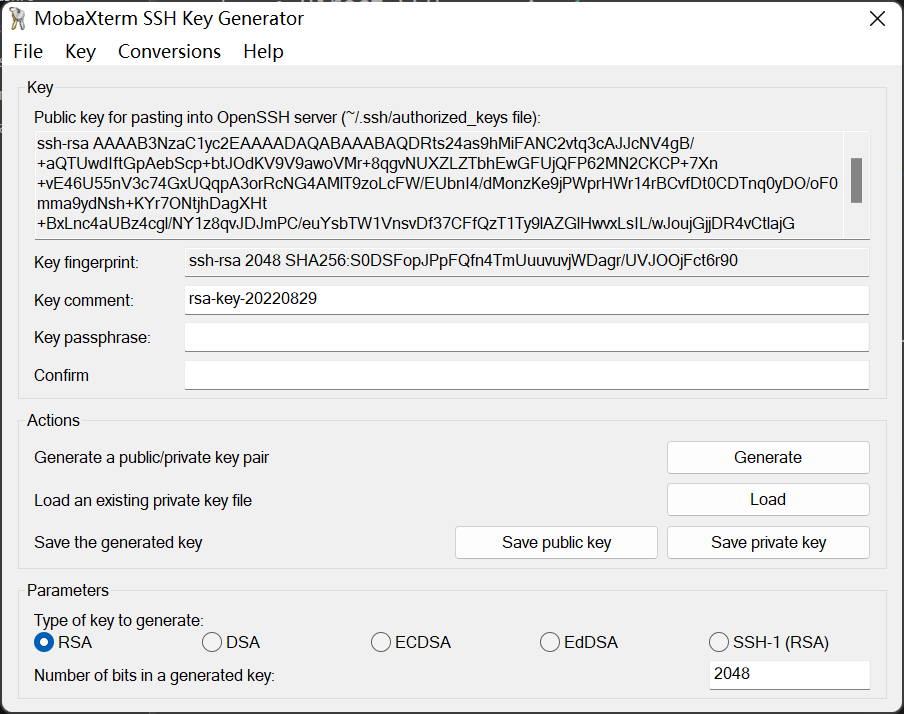 MobaXterm SSH Key Generator
File Key Conversions Help
Key
Public key for pasting into OpenSSH server (~/.ssh/authorized_keys file):
ssh-rsa AAAAB3NzaC1yc2EAAAADAQABAAABAQDRts24as9hMiFANC2vtq3cAJJcNV4gB/
+aQTUwdIftGpAebScp+btJOdKV9V9awoVMr+8qgvNUXZLZTbhEwGFUjQFP62MN2CKCP+7Xn
+vE46U55nV3c74GxUQqpA3orRcNG4AMlT9zoLcFW/EUbnI4/dMonzKe9jPWprHWr14rBCvfDt0CDTnq0yDO/oF0
mma9ydNsh+KYr7ONtjhDagXHt
+BxLnc4aUBz4cgl/NY1z8qvJDJmPC/euYsbTW1VnsvDf37CFfQzT1Ty9lAZGlHwvxLsIL/wJoujGjjDR4vCtlajG
Key fingerprint: ssh-rsa 2048 SHA256:S0DSFopJPpFQfn4TmUuuvuvjWDagr/UVJOOjFct6r90
Key comment: rsa-key-20220829
Key passphrase:
Confirm
Actions
Generate a public/private key pair Generate
Load an existing private key file Load
Save the generated key Save public key Save private key
Parameters
Type of key to generate:
RSA DSA ECDSA EdDSA SSH-1 (RSA)
Number of bits in a generated key: 2048